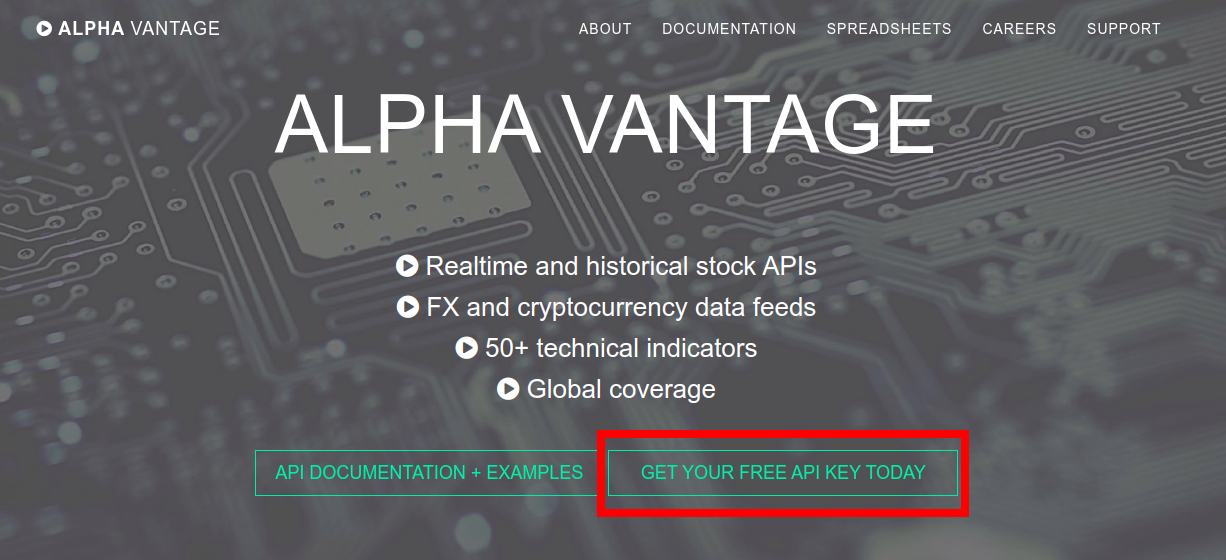 ALPHA VANTAGE
ABOUT DOCUMENTATION SPREADSHEETS CAREERS SUPPORT
ALPHA VANTAGE
Realtime and historical stock APIs
FX and cryptocurrency data feeds
50+ technical indicators
Global coverage
API DOCUMENTATION + EXAMPLES
GET YOUR FREE API KEY TODAY